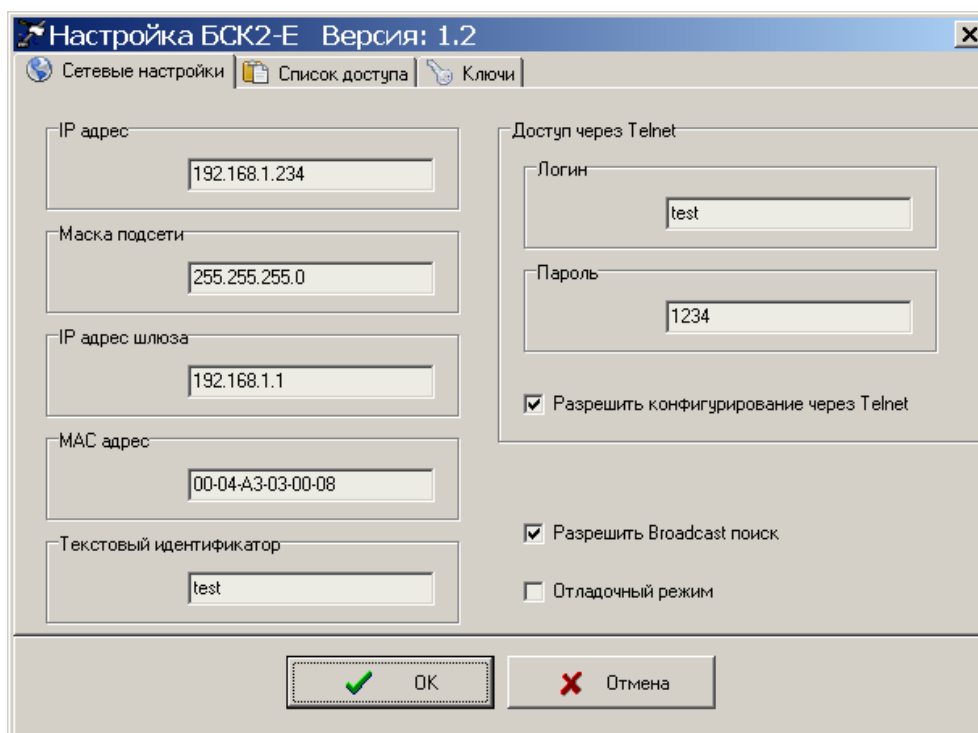 Настройка БСК2-Е Версия: 1.2
Сетевые настройки Список доступа Ключи
IP адрес
192.168.1.234
Маска подсети
255.255.255.0
IP адрес шлюза
192.168.1.1
MAC адрес
00-04-A3-03-00-08
Текстовый идентификатор
test
Доступ через Telnet
Логин
test
Пароль
1234
Разрешить конфигурирование через Telnet
Разрешить Broadcast поиск
Отладочный режим
OK Отмена